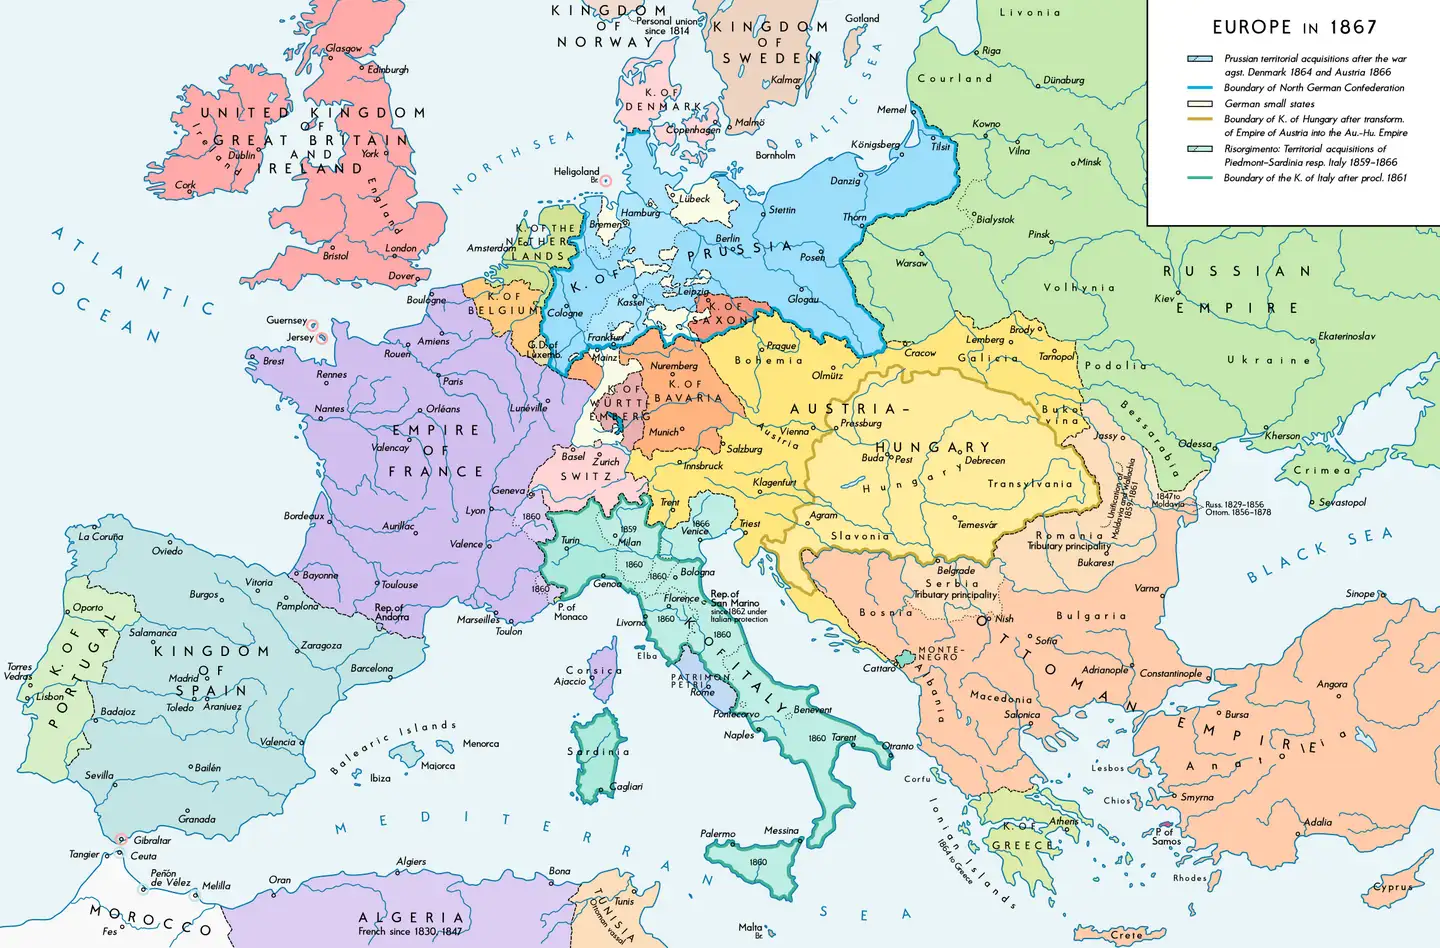 EUROPE IN 1867
Prussian territorial acquisitions after the war
agst. Denmark 1864 and Austria 1866
Boundary of North German Confederation
German small states
Boundary of K. of Hungary after transform.
of Empire of Austria into the Au.-Hu. Empire
Risorgimento: Territorial acquisitions of
Piedmont-Sardinia resp. Italy 1859-1866
Boundary of the K. of Italy after procl. 1861
KINGDOM
OF
NORWAY
Personal union
since 1814
KINGDOM
OF
SWEDEN
Gotland
Kalmar
Malmö
Livonia
Riga
Courland
Dünaburg
Memel
Kowno
Wilna
Minsk
Glasgow
Edinburgh
UNITED KINGDOM
OF
GREAT BRITAIN
AND
IRELAND
Ireland
Dublin
York
Cork
England
London
Bristol
Dover
NORTH SEA
BALTIC SEA
K. OF
DENMARK
Copenhagen
Bornholm
Heligoland
Br.
Königsberg
Tilsit
Danzig
Thorn
Stettin
Lübeck
Hamburg
Bremen
Berlin
Posen
K. OF PRUSSIA
Glogau
Leipzig
Kassel
Cologne
Frankfurt
Mainz
K. OF
SAXONY
K. OF THE
NETHER-
LANDS
Amsterdam
K. OF
BELGIUM
G.D. of
Luxemb.
Bialystok
Pinsk
Warsaw
Volhynia
RUSSIAN
EMPIRE
Kiev
Ekaterinoslav
Ukraine
Podolia
Bessarabia
Odessa
Kherson
Crimea
Sevastopol
ATLANTIC
OCEAN
Guernsey
Jersey
Boulogne
Amiens
Rouen
Brest
Rennes
Paris
Nantes
Orléans
Lunéville
EMPIRE
OF
FRANCE
Valencay
Geneva
Lyon
1860
Bordeaux
Aurillac
Valence
Bayonne
Toulouse
1860
Marseilles
Toulon
P. of
Monaco
Rep. of
Andorra
Nuremberg
K. OF
BAVARIA
K. OF
WÜRTT-
EMBERG
Munich
Basel
Zurich
SWITZ
Prague
Bohemia
Olmütz
Cracow
Galicia
Lemberg
Brody
Tarnopol
Buko-
vina
AUSTRIA-
HUNGARY
Austria
Vienna
Pressburg
Salzburg
Innsbruck
Klagenfurt
Trent
Triest
Buda
Pest
Debrecen
Hungary
Transylvania
Temesvár
Agram
Slavonia
Jassy
Unification of
Moldavia and Wallachia
1859/1861
1847 to
Moldavia
Russ. 1829-1856
Ottom. 1856-1878
Romania
Tributary principality
Bukarest
Belgrade
Serbia
Tributary principality
Bosnia
Nish
Varna
Bulgaria
Sofia
BLACK SEA
Sinope
OTTOMAN EMPIRE
MONTE-
NEGRO
Cattaro
Albania
Macedonia
Salonica
Adrianople
Constantinople
Bursa
Angora
Anatolia
Smyrna
Adalia
Lesbos
Chios
P. of
Samos
Rhodes
Cyprus
Crete
K. OF
GREECE
Athens
Corfu
Ionian Islands
1864 to Greece
Turin
1859
Milan
1866
Venice
1860
1860
Genoa
Bologna
Florence
Livorno
1860
1860
Rep. of
San Marino
since 1862 under
Italian protection
K. OF ITALY
Elba
PATRIMON.
PETRI
Rome
Pontecorvo
Benevent
Naples
1860
Tarent
Otranto
Corsica
Ajaccio
Sardinia
Cagliari
Palermo
Messina
1860
Malta
Br.
La Coruña
Oviedo
Vitoria
Burgos
Pamplona
Oporto
Salamanca
Zaragoza
KINGDOM
OF
SPAIN
Barcelona
Madrid
Toledo
Aranjuez
K. OF
PORTUGAL
Torres
Vedras
Lisbon
Badajoz
Valencia
Bailén
Sevilla
Granada
Balearic Islands
Menorca
Majorca
Ibiza
MEDITERRAN
SEA
Gibraltar
Tangier
Ceuta
Peñón
de Vélez
Melilla
MOROCCO
Fes
Oran
Algiers
Bona
ALGERIA
French since 1830, 1847
Tunis
TUNISIA
Ottoman vassal